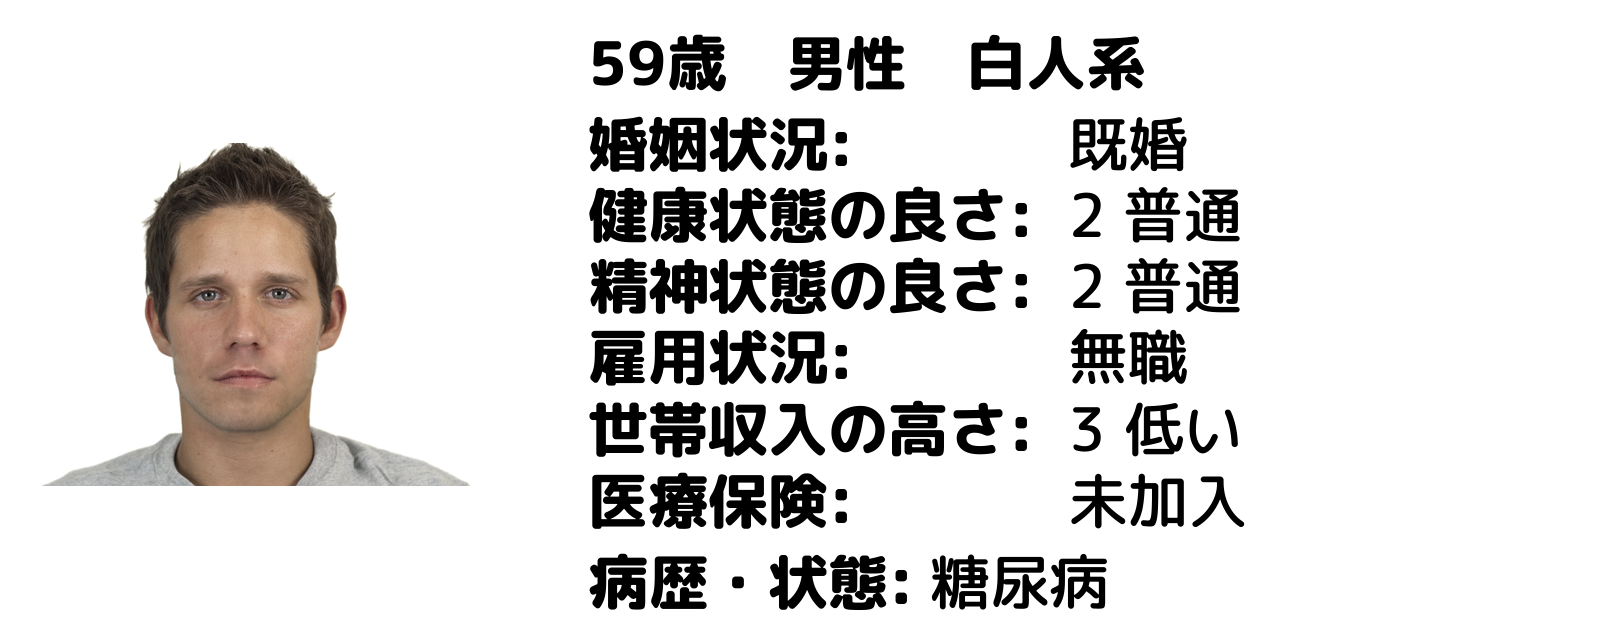 59歳　男性　白人系
婚姻状況: 既婚
健康状態の良さ: 2 普通
精神状態の良さ: 2 普通
雇用状況: 無職
世帯収入の高さ: 3 低い
医療保険: 未加入
病歴・状態: 糖尿病